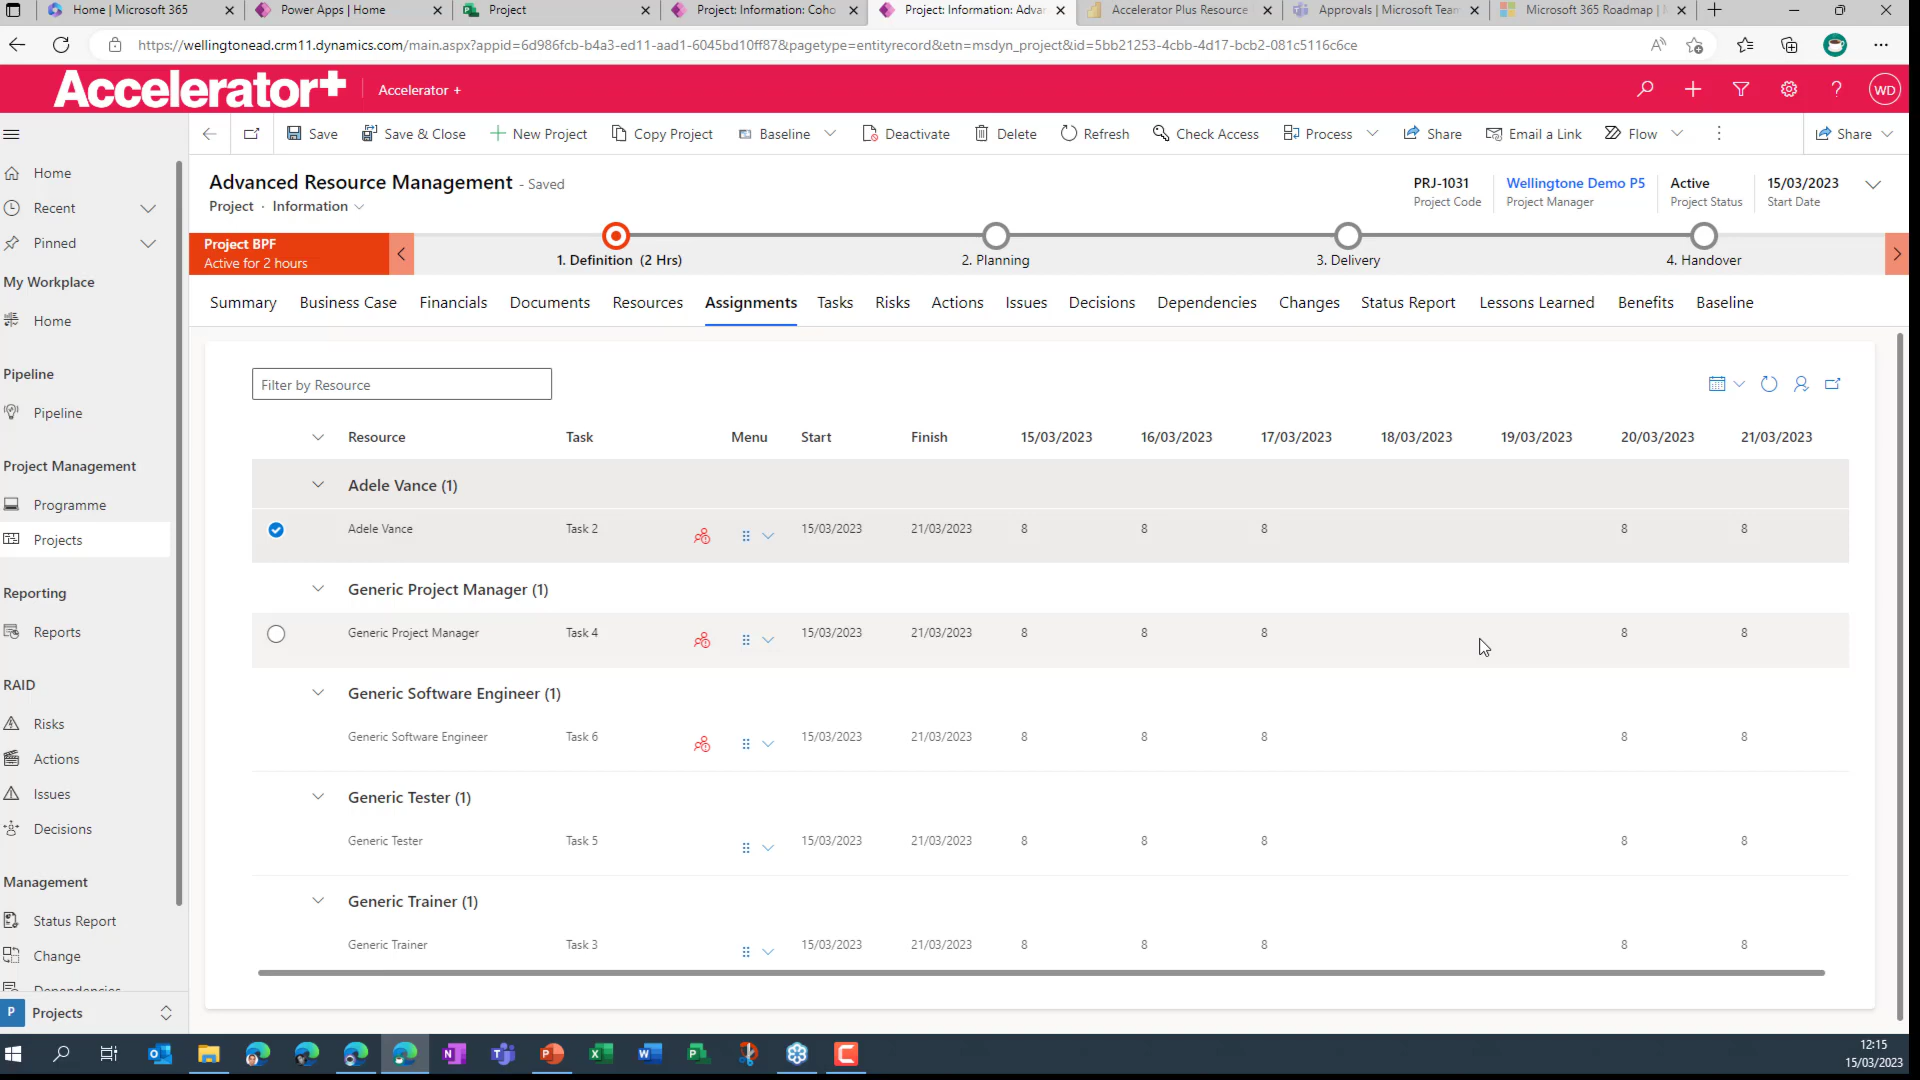 Home | Microsoft 365
Power Apps | Home
Project
Project: Information: Coho
Project: Information: Advan
Accelerator Plus Resource
Approvals | Microsoft Team
Microsoft 365 Roadmap |
https://wellingtonead.crm11.dynamics.com/main.aspx?appid=6d986fcb-b4a3-ed11-aad1-6045bd10ff87&pagetype=entityrecord&etn=msdyn_project&id=5bb21253-4cbb-4d17-bcb2-081c5116c6ce
Accelerator+ Accelerator +
WD
Save
Save & Close
New Project
Copy Project
Baseline
Deactivate
Delete
Refresh
Check Access
Process
Share
Email a Link
Flow
Share
Home
Recent
Pinned
My Workplace
Home
Pipeline
Pipeline
Project Management
Programme
Projects
Reporting
Reports
RAID
Risks
Actions
Issues
Decisions
Management
Status Report
Change
Dependencies
P Projects
Advanced Resource Management - Saved
Project · Information
PRJ-1031
Project Code
Wellingtone Demo P5
Project Manager
Active
Project Status
15/03/2023
Start Date
Project BPF
Active for 2 hours
1. Definition (2 Hrs)
2. Planning
3. Delivery
4. Handover
Summary Business Case Financials Documents Resources Assignments Tasks Risks Actions Issues Decisions Dependencies Changes Status Report Lessons Learned Benefits Baseline
Filter by Resource
Resource Task Menu Start Finish 15/03/2023 16/03/2023 17/03/2023 18/03/2023 19/03/2023 20/03/2023 21/03/2023
Adele Vance (1)
Adele Vance Task 2 15/03/2023 21/03/2023 8 8 8 8 8
Generic Project Manager (1)
Generic Project Manager Task 4 15/03/2023 21/03/2023 8 8 8 8 8
Generic Software Engineer (1)
Generic Software Engineer Task 6 15/03/2023 21/03/2023 8 8 8 8 8
Generic Tester (1)
Generic Tester Task 5 15/03/2023 21/03/2023 8 8 8 8 8
Generic Trainer (1)
Generic Trainer Task 3 15/03/2023 21/03/2023 8 8 8 8 8
12:15
15/03/2023